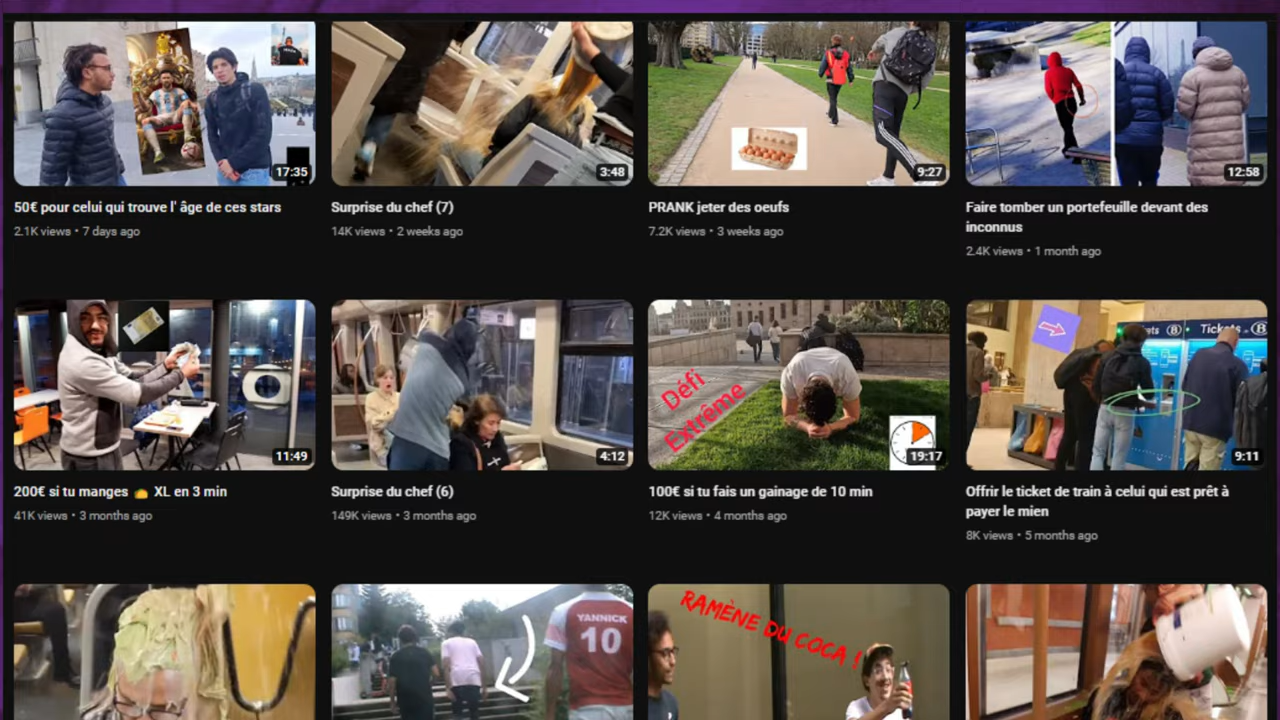 17:35
3:48
9:27
12:58
50€ pour celui qui trouve l' âge de ces stars
Surprise du chef (7)
PRANK jeter des oeufs
Faire tomber un portefeuille devant des
inconnus
2.1K views • 7 days ago
14K views • 2 weeks ago
7.2K views • 3 weeks ago
2.4K views • 1 month ago
Défi
Extrême
Tickets
11:49
4:12
19:17
9:11
200€ si tu manges 🌮 XL en 3 min
Surprise du chef (6)
100€ si tu fais un gainage de 10 min
Offrir le ticket de train à celui qui est prêt à
payer le mien
41K views • 3 months ago
149K views • 3 months ago
12K views • 4 months ago
8K views • 5 months ago
YANNICK
10
RAMÈNE DU COCA !